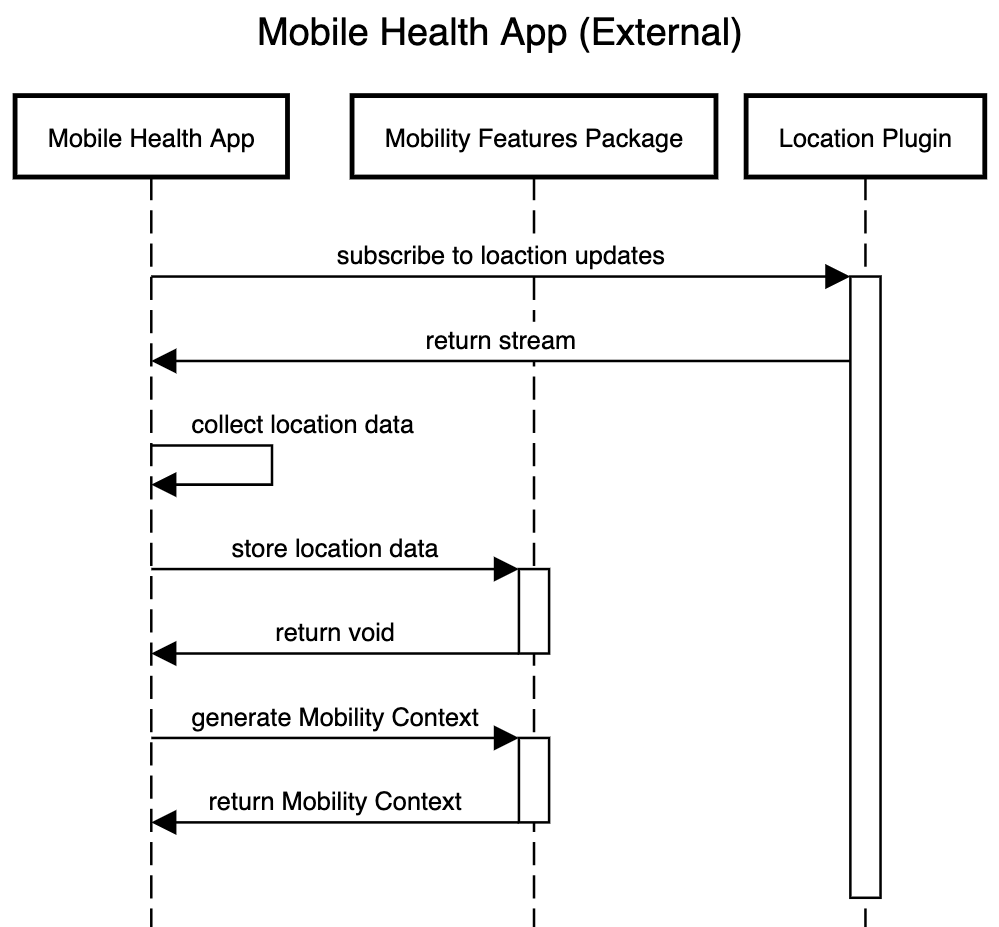 Mobile Health App (External)
Mobile Health App
Mobility Features Package
Location Plugin
subscribe to loaction updates
return stream
collect location data
store location data
return void
generate Mobility Context
return Mobility Context